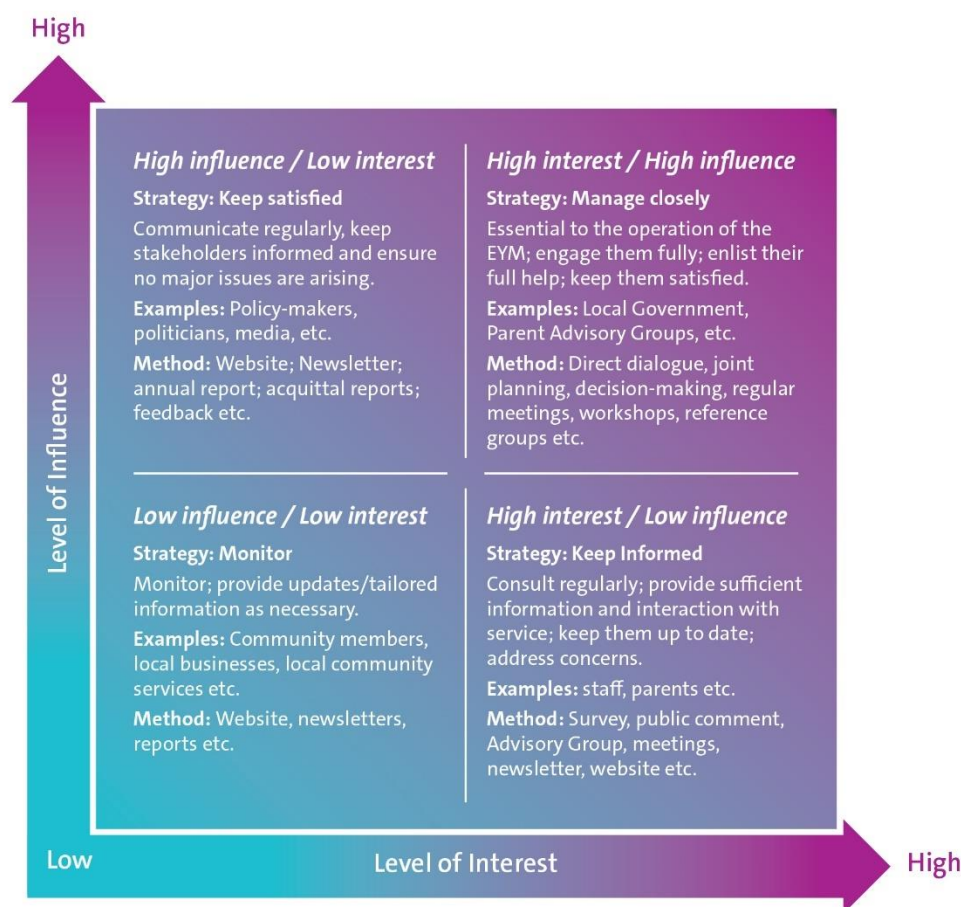 High
Level of Influence
High influence / Low interest
Strategy: Keep satisfied
Communicate regularly, keep
stakeholders informed and ensure
no major issues are arising.
Examples: Policy-makers,
politicians, media, etc.
Method: Website; Newsletter;
annual report; acquittal reports;
feedback etc.
High interest / High influence
Strategy: Manage closely
Essential to the operation of the
EYM; engage them fully; enlist their
full help; keep them satisfied.
Examples: Local Government,
Parent Advisory Groups, etc.
Method: Direct dialogue, joint
planning, decision-making, regular
meetings, workshops, reference
groups etc.
Low influence / Low interest
Strategy: Monitor
Monitor; provide updates/tailored
information as necessary.
Examples: Community members,
local businesses, local community
services etc.
Method: Website, newsletters,
reports etc.
High interest / Low influence
Strategy: Keep Informed
Consult regularly; provide sufficient
information and interaction with
service; keep them up to date;
address concerns.
Examples: staff, parents etc.
Method: Survey, public comment,
Advisory Group, meetings,
newsletter, website etc.
Low
Level of Interest
High